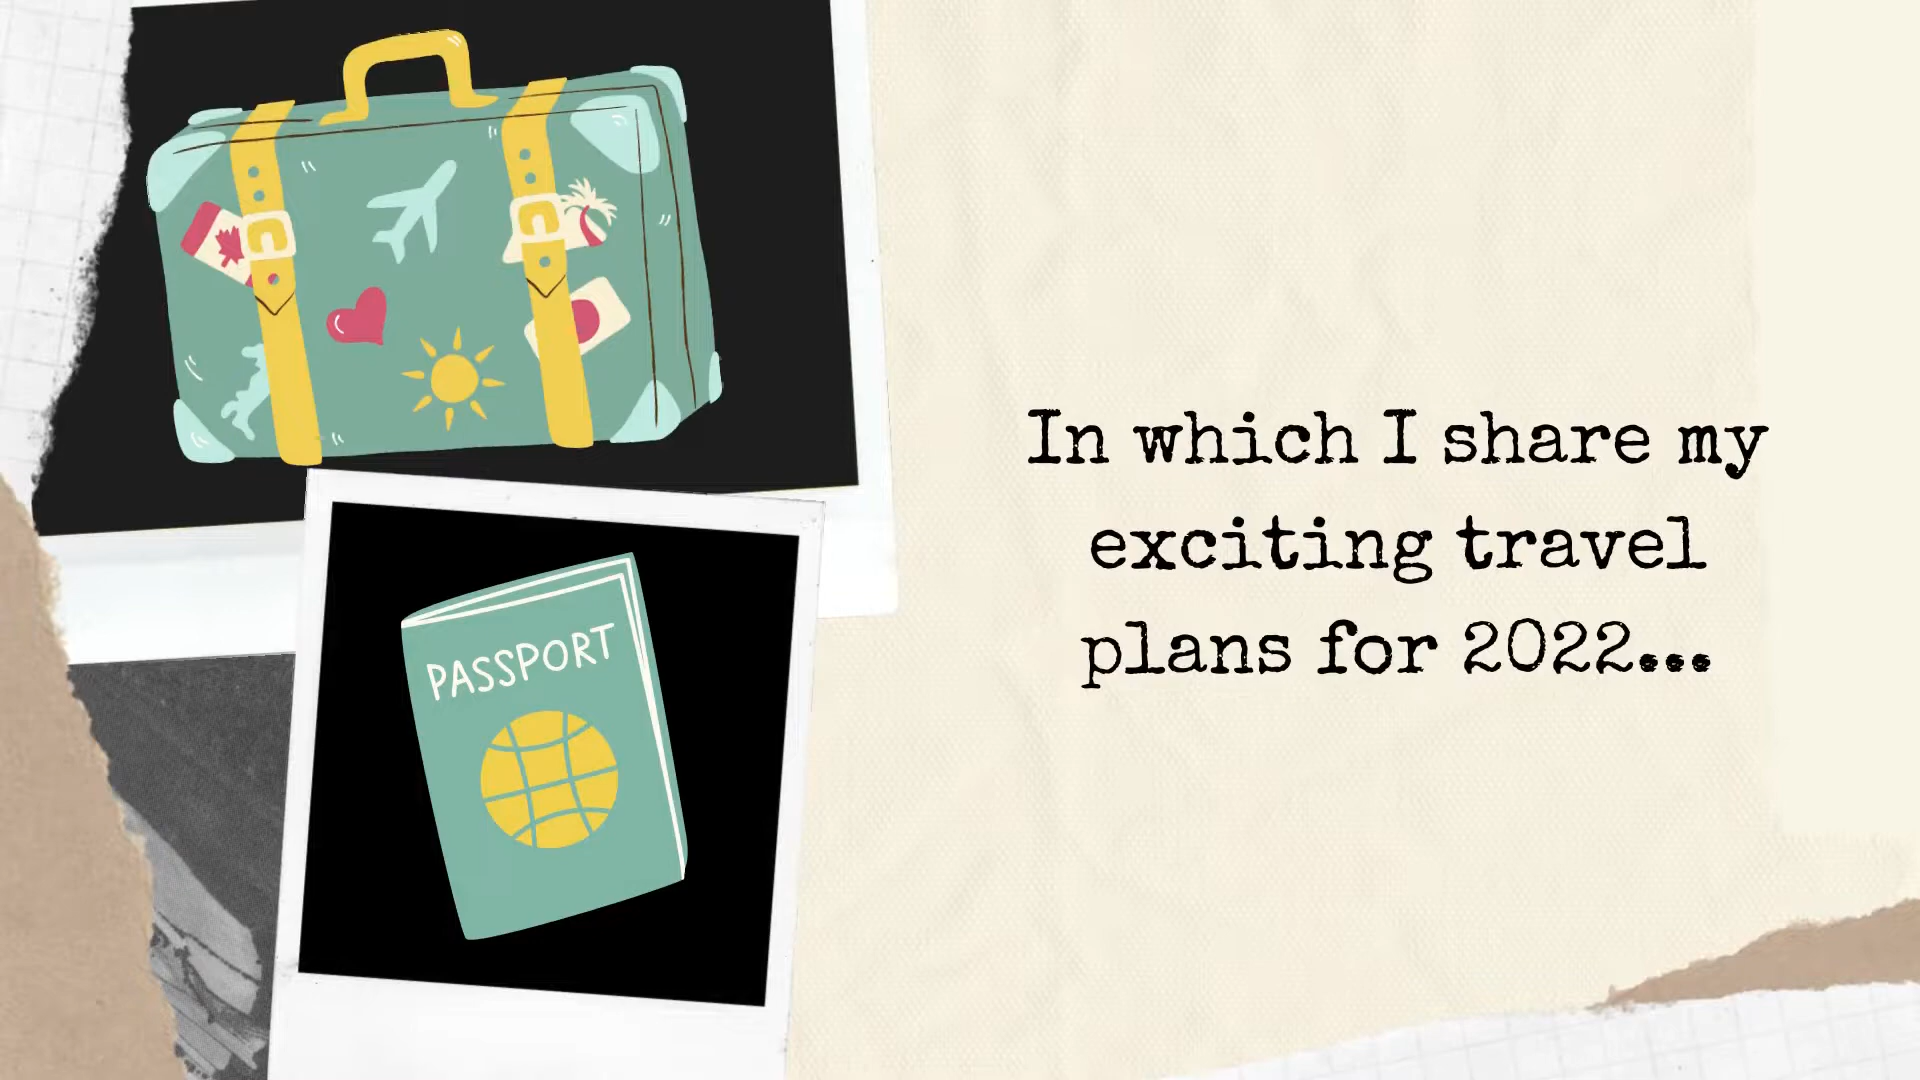 In which I share my
exciting travel
plans for 2022...
PASSPORT